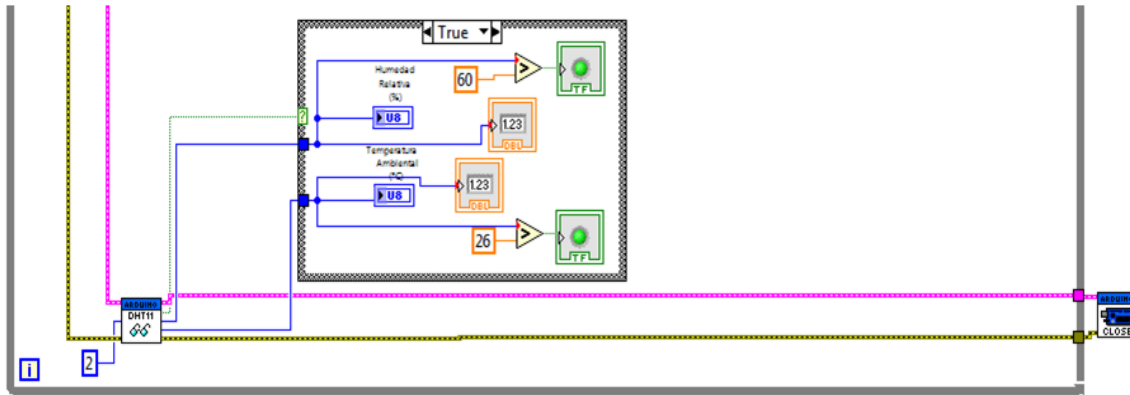 True
Humedad
Relativa
(%)
60
TF
U8
1.23
DBL
Temperatura
Ambiental
(ºC)
1.23
U8
DBL
26
TF
?
ARDUINO
DHT11
2
i
ARDUINO
CLOSE